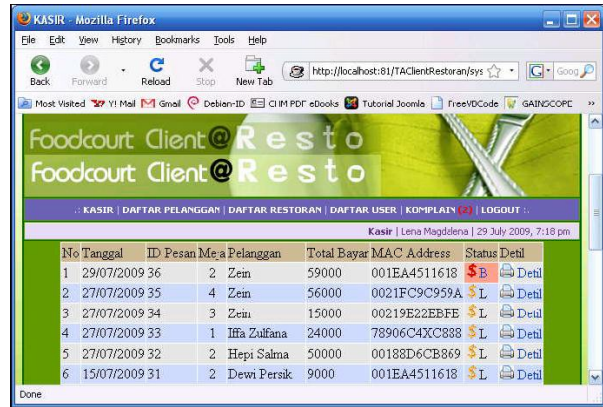 KASIR - Mozilla Firefox
File Edit View History Bookmarks Tools Help
Back Forward Reload Stop New Tab http://localhost:81/TAClientRestoran/sys G Goog
Most Visited Y! Mail Gmail Debian-ID PDF eBooks Tutorial Joomla FreeVDCode GAINSCOPE »
Foodcourt Client@Resto
Foodcourt Client@Resto
.: KASIR | DAFTAR PELANGGAN | DAFTAR RESTORAN | DAFTAR USER | KOMPLAIN (2) | LOGOUT :.
Kasir | Lena Magdalena | 29 July 2009, 7:18 pm
No Tanggal ID Pesan Meja Pelanggan Total Bayar MAC Address Status Detil
1 29/07/2009 36 2 Zein 59000 001EA4511618 $B Detil
2 27/07/2009 35 4 Zein 56000 0021FC9C959A $L Detil
3 27/07/2009 34 3 Zein 15000 00219E22EBFE $L Detil
4 27/07/2009 33 1 Iffa Zulfana 24000 78906C4XC888 $L Detil
5 27/07/2009 32 2 Hepi Salma 50000 00188D6CB869 $L Detil
6 15/07/2009 31 2 Dewi Persik 9000 001EA4511618 $L Detil
Done